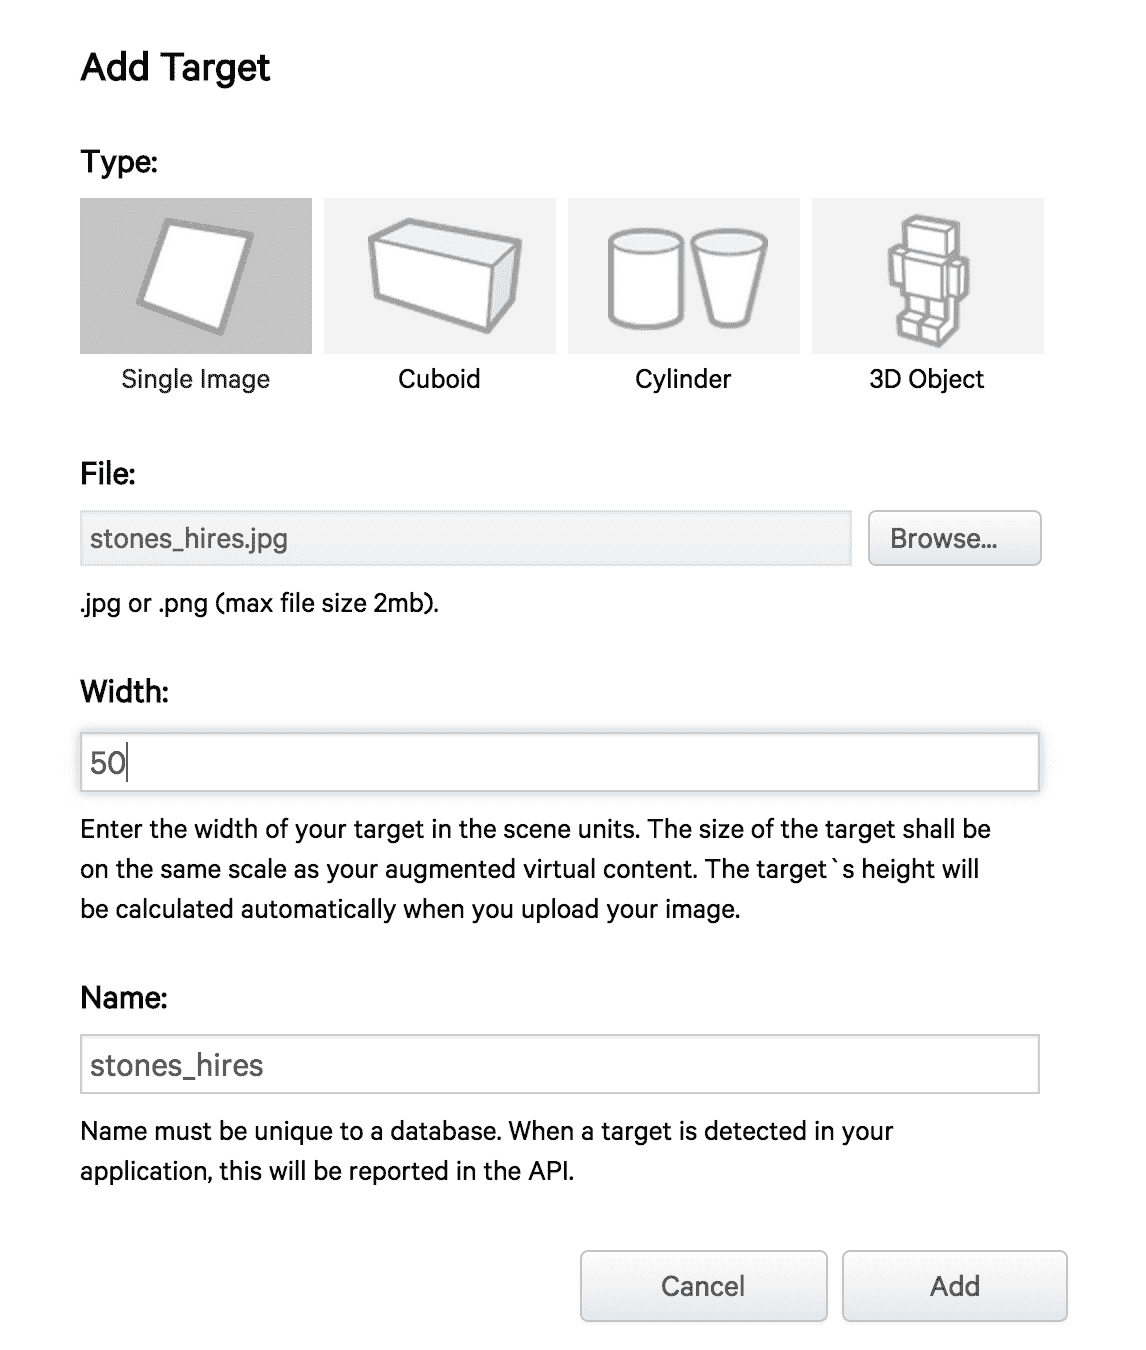 Add Target
Type:
Single Image
Cuboid
Cylinder
3D Object
File:
stones_hires.jpg
Browse...
.jpg or .png (max file size 2mb).
Width:
50
Enter the width of your target in the scene units. The size of the target shall be
on the same scale as your augmented virtual content. The target`s height will
be calculated automatically when you upload your image.
Name:
stones_hires
Name must be unique to a database. When a target is detected in your
application, this will be reported in the API.
Cancel
Add